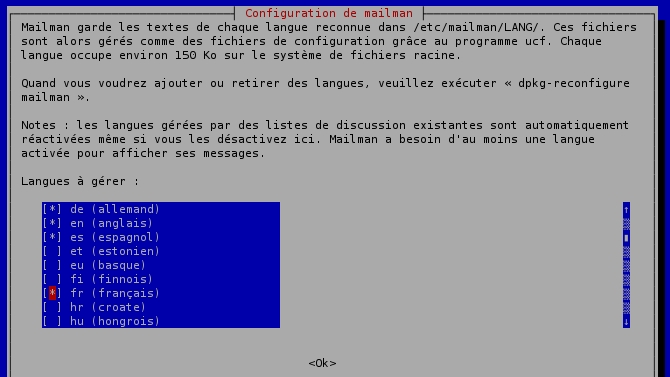 Configuration de mailman
Mailman garde les textes de chaque langue reconnue dans /etc/mailman/LANG/. Ces fichiers
sont alors gérés comme des fichiers de configuration grâce au programme ucf. Chaque
langue occupe environ 150 Ko sur le système de fichiers racine.
Quand vous voudrez ajouter ou retirer des langues, veuillez exécuter « dpkg-reconfigure
mailman ».
Notes : les langues gérées par des listes de discussion existantes sont automatiquement
réactivées même si vous les désactivez ici. Mailman a besoin d'au moins une langue
activée pour afficher ses messages.
Langues à gérer :
[*] de (allemand)
[*] en (anglais)
[*] es (espagnol)
[ ] et (estonien)
[ ] eu (basque)
[ ] fi (finnois)
[*] fr (français)
[ ] hr (croate)
[ ] hu (hongrois)
<Ok>